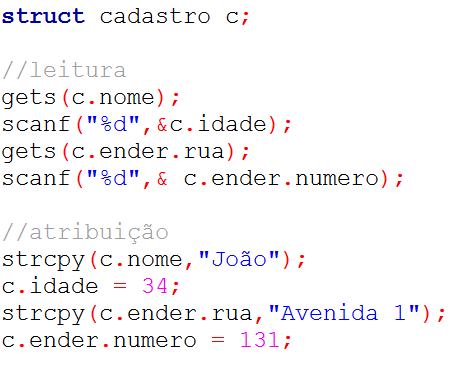 struct cadastro c;
//leitura
gets(c.nome);
scanf("%d",&c.idade);
gets(c.ender.rua);
scanf("%d",& c.ender.numero);
//atribuição
strcpy(c.nome,"João");
c.idade = 34;
strcpy(c.ender.rua,"Avenida 1");
c.ender.numero = 131;